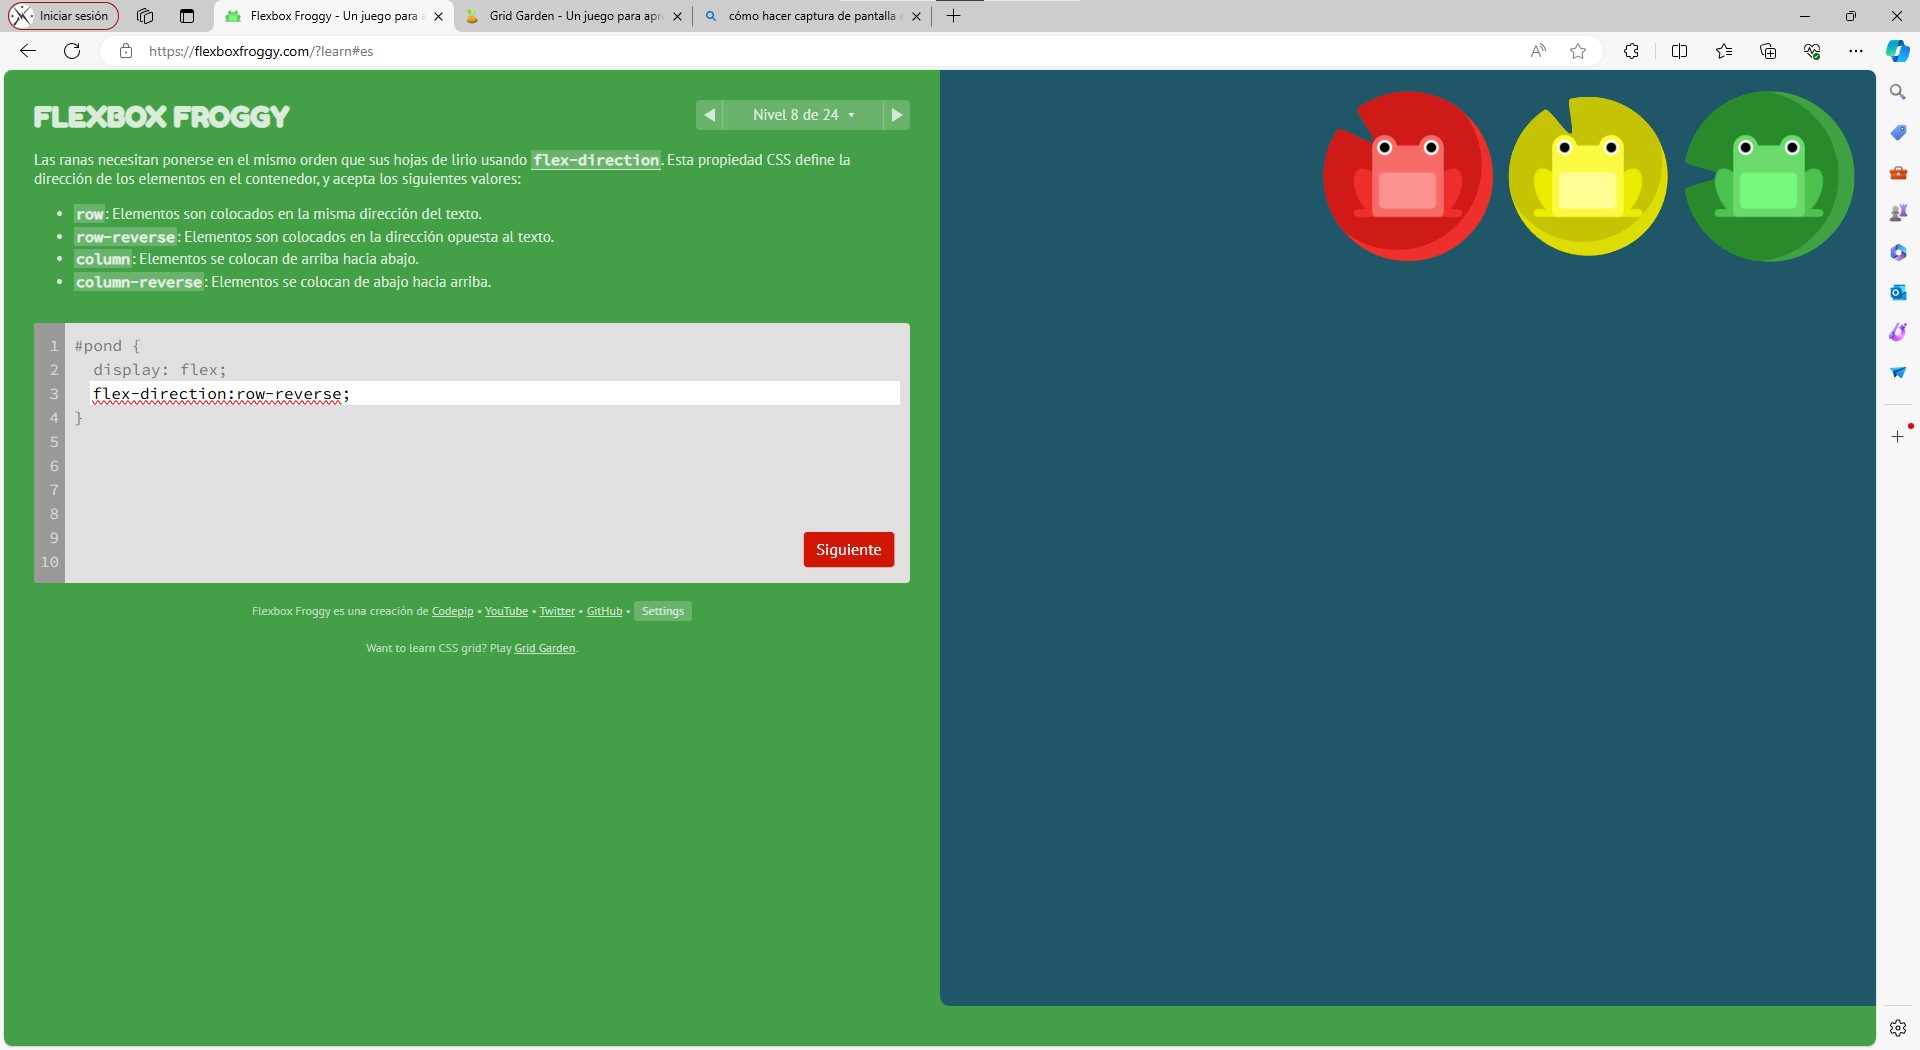 Iniciar sesión
Flexbox Froggy - Un juego para
Grid Garden - Un juego para apr
cómo hacer captura de pantalla
https://flexboxfroggy.com/?learn#es
FLEXBOX FROGGY
Nivel 8 de 24
Las ranas necesitan ponerse en el mismo orden que sus hojas de lirio usando flex-direction. Esta propiedad CSS define la
dirección de los elementos en el contenedor, y acepta los siguientes valores:
• row: Elementos son colocados en la misma dirección del texto.
• row-reverse: Elementos son colocados en la dirección opuesta al texto.
• column: Elementos se colocan de arriba hacia abajo.
• column-reverse: Elementos se colocan de abajo hacia arriba.
1 #pond {
2 display: flex;
3 flex-direction:row-reverse;
4 }
5
6
7
8
9
10
Siguiente
Flexbox Froggy es una creación de Codepip • YouTube • Twitter • GitHub • Settings
Want to learn CSS grid? Play Grid Garden.